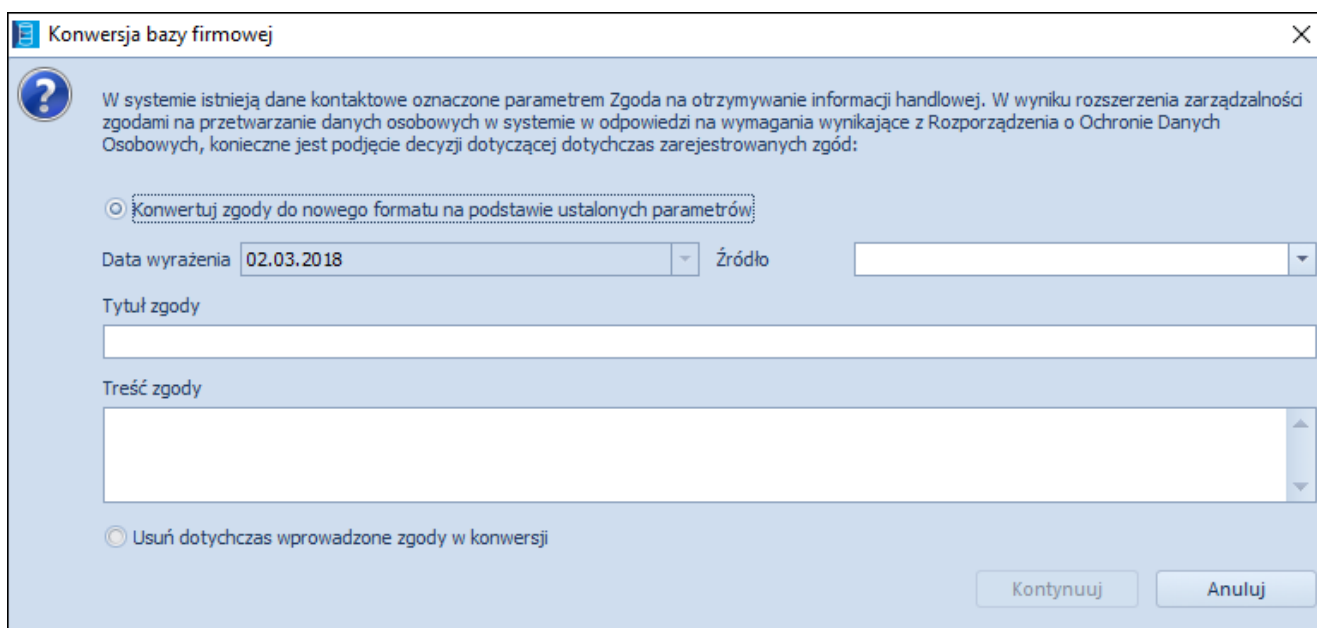 Konwersja bazy firmowej
W systemie istnieją dane kontaktowe oznaczone parametrem Zgoda na otrzymywanie informacji handlowej. W wyniku rozszerzenia zarządzalności
zgodami na przetwarzanie danych osobowych w systemie w odpowiedzi na wymagania wynikające z Rozporządzenia o Ochronie Danych
Osobowych, konieczne jest podjęcie decyzji dotyczącej dotychczas zarejestrowanych zgód:
Konwertuj zgody do nowego formatu na podstawie ustalonych parametrów
Data wyrażenia 02.03.2018 Źródło
Tytuł zgody
Treść zgody
Usuń dotychczas wprowadzone zgody w konwersji
Kontynuuj Anuluj